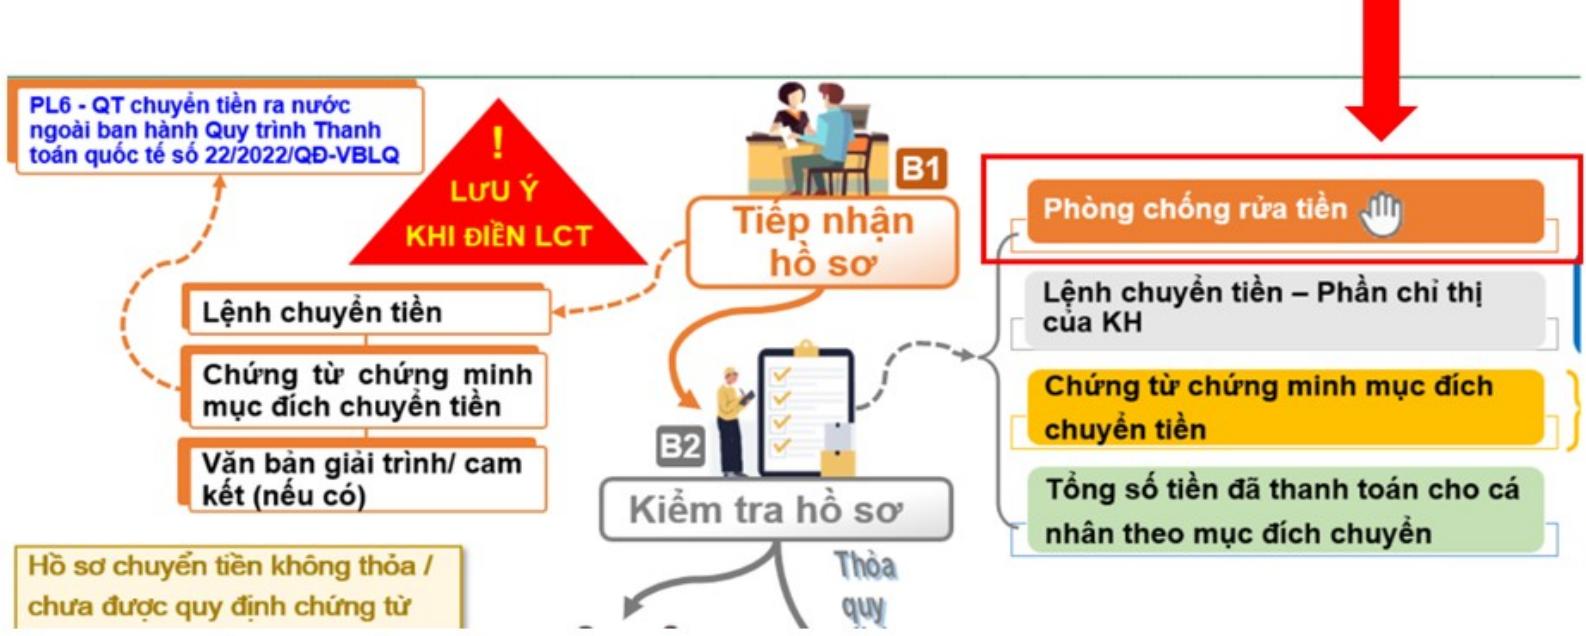 PL6 - QT chuyển tiền ra nước
ngoài ban hành Quy trình Thanh
toán quốc tế số 22/2022/QĐ-VBLQ
!
LƯU Ý
KHI ĐIỀN LCT
B1
Tiếp nhận
hồ sơ
Lệnh chuyển tiền
Chứng từ chứng minh
mục đích chuyển tiền
Văn bản giải trình/ cam
kết (nếu có)
B2
Kiểm tra hồ sơ
Phòng chống rửa tiền
Lệnh chuyển tiền – Phần chỉ thị
của KH
Chứng từ chứng minh mục đích
chuyển tiền
Tổng số tiền đã thanh toán cho cá
nhân theo mục đích chuyển
Hồ sơ chuyển tiền không thỏa /
chưa được quy định chứng từ
Thỏa
quy